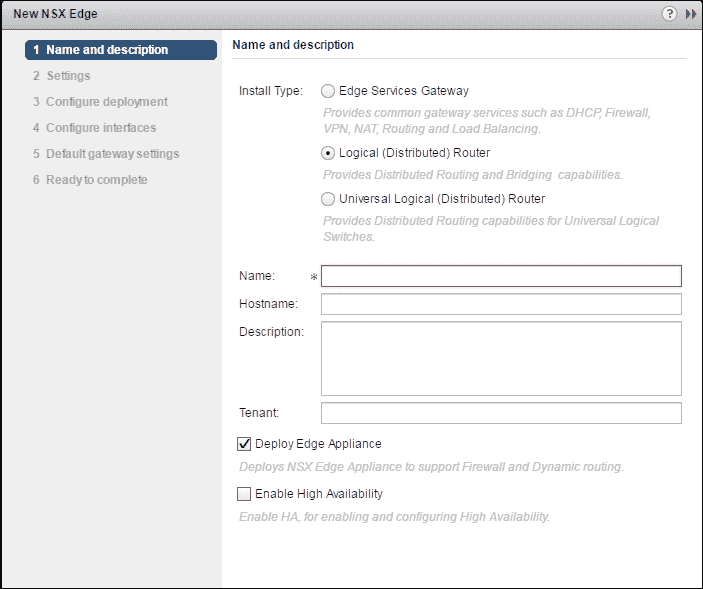 New NSX Edge
?
1 Name and description
2 Settings
3 Configure deployment
4 Configure interfaces
5 Default gateway settings
6 Ready to complete
Name and description
Install Type:
Edge Services Gateway
Provides common gateway services such as DHCP, Firewall,
VPN, NAT, Routing and Load Balancing.
Logical (Distributed) Router
Provides Distributed Routing and Bridging capabilities.
Universal Logical (Distributed) Router
Provides Distributed Routing capabilities for Universal Logical
Switches.
Name: *
Hostname:
Description:
Tenant:
Deploy Edge Appliance
Deploys NSX Edge Appliance to support Firewall and Dynamic routing.
Enable High Availability
Enable HA, for enabling and configuring High Availability.